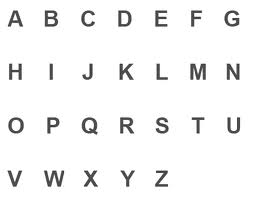 A B C D E F G
H I J K L M N
O P Q R S T U
V W X Y Z